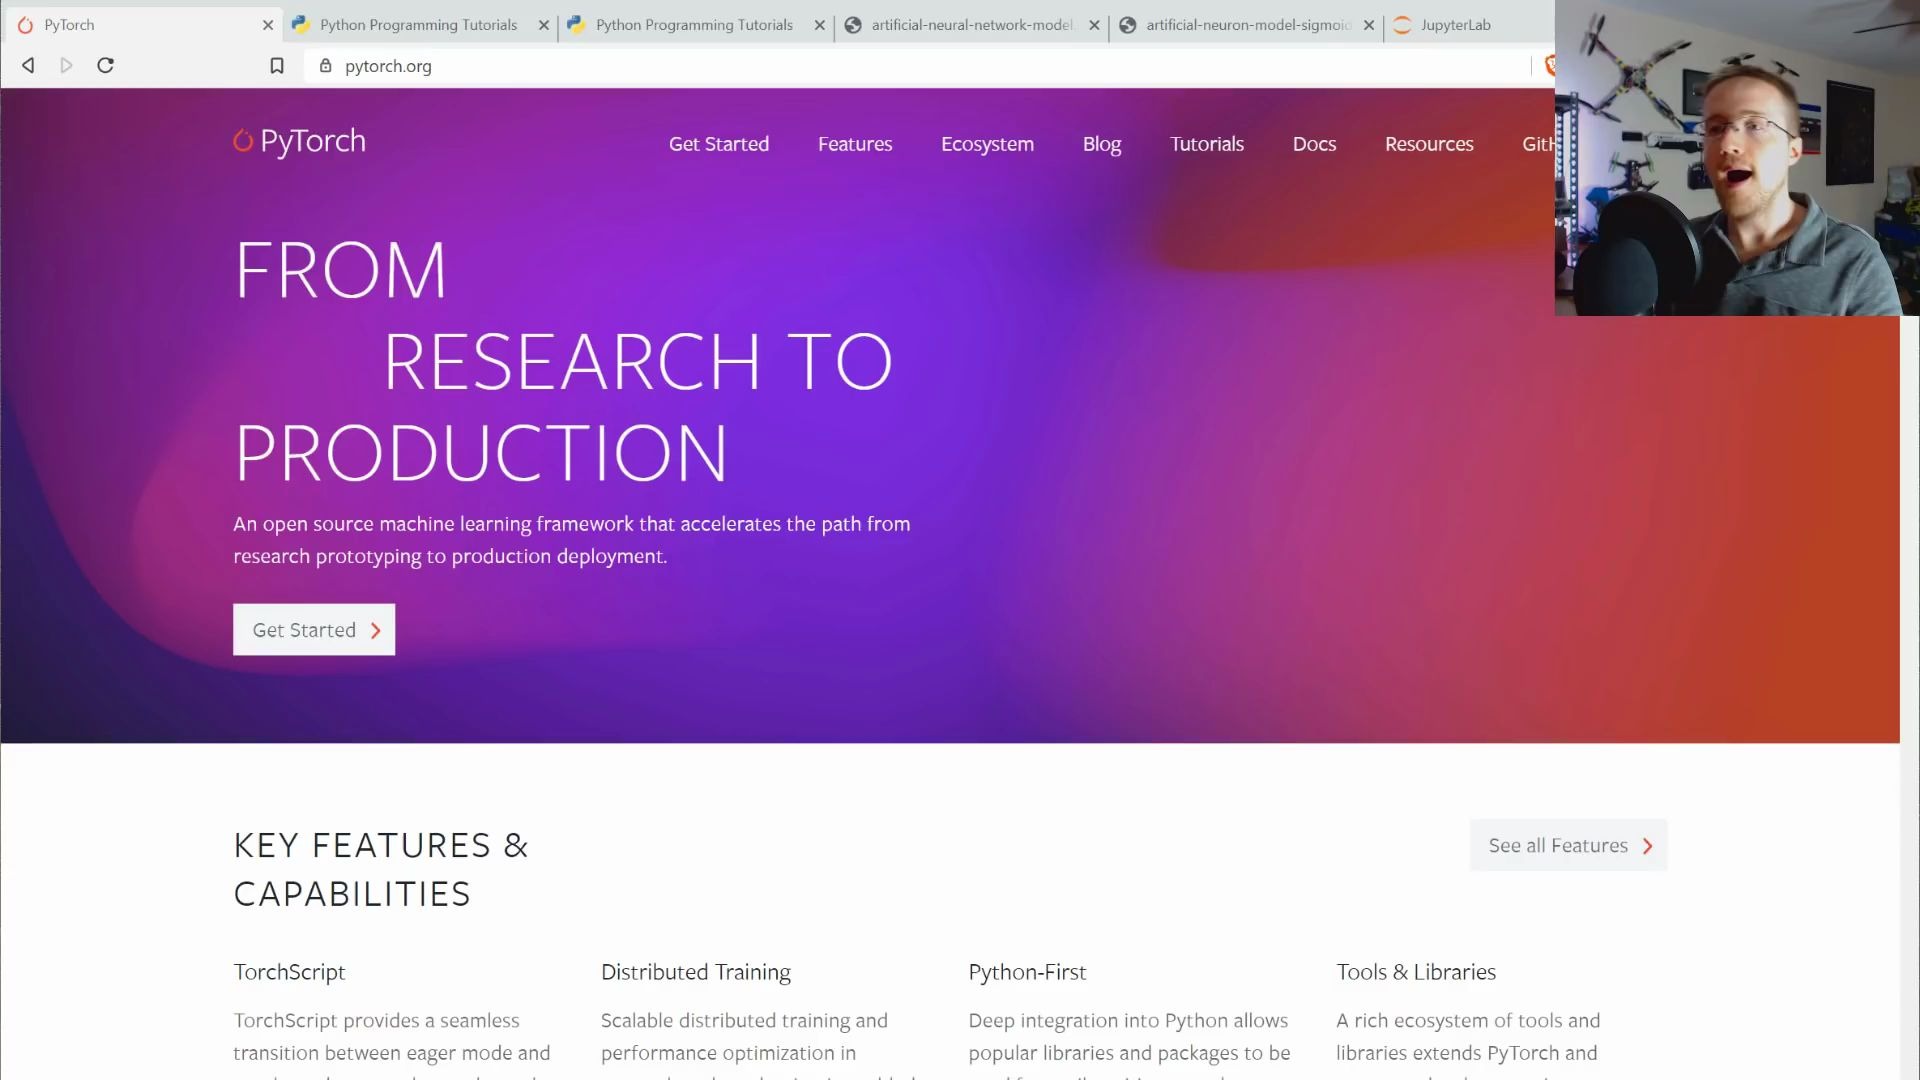 PyTorch
Python Programming Tutorials
Python Programming Tutorials
artificial-neural-network-model
artificial-neuron-model-sigmoid
JupyterLab
pytorch.org
PyTorch
Get Started
Features
Ecosystem
Blog
Tutorials
Docs
Resources
FROM
RESEARCH TO
PRODUCTION
An open source machine learning framework that accelerates the path from
research prototyping to production deployment.
Get Started
KEY FEATURES &
CAPABILITIES
See all Features
TorchScript
Distributed Training
Python-First
Tools & Libraries
TorchScript provides a seamless
transition between eager mode and
Scalable distributed training and
performance optimization in
Deep integration into Python allows
popular libraries and packages to be
A rich ecosystem of tools and
libraries extends PyTorch and